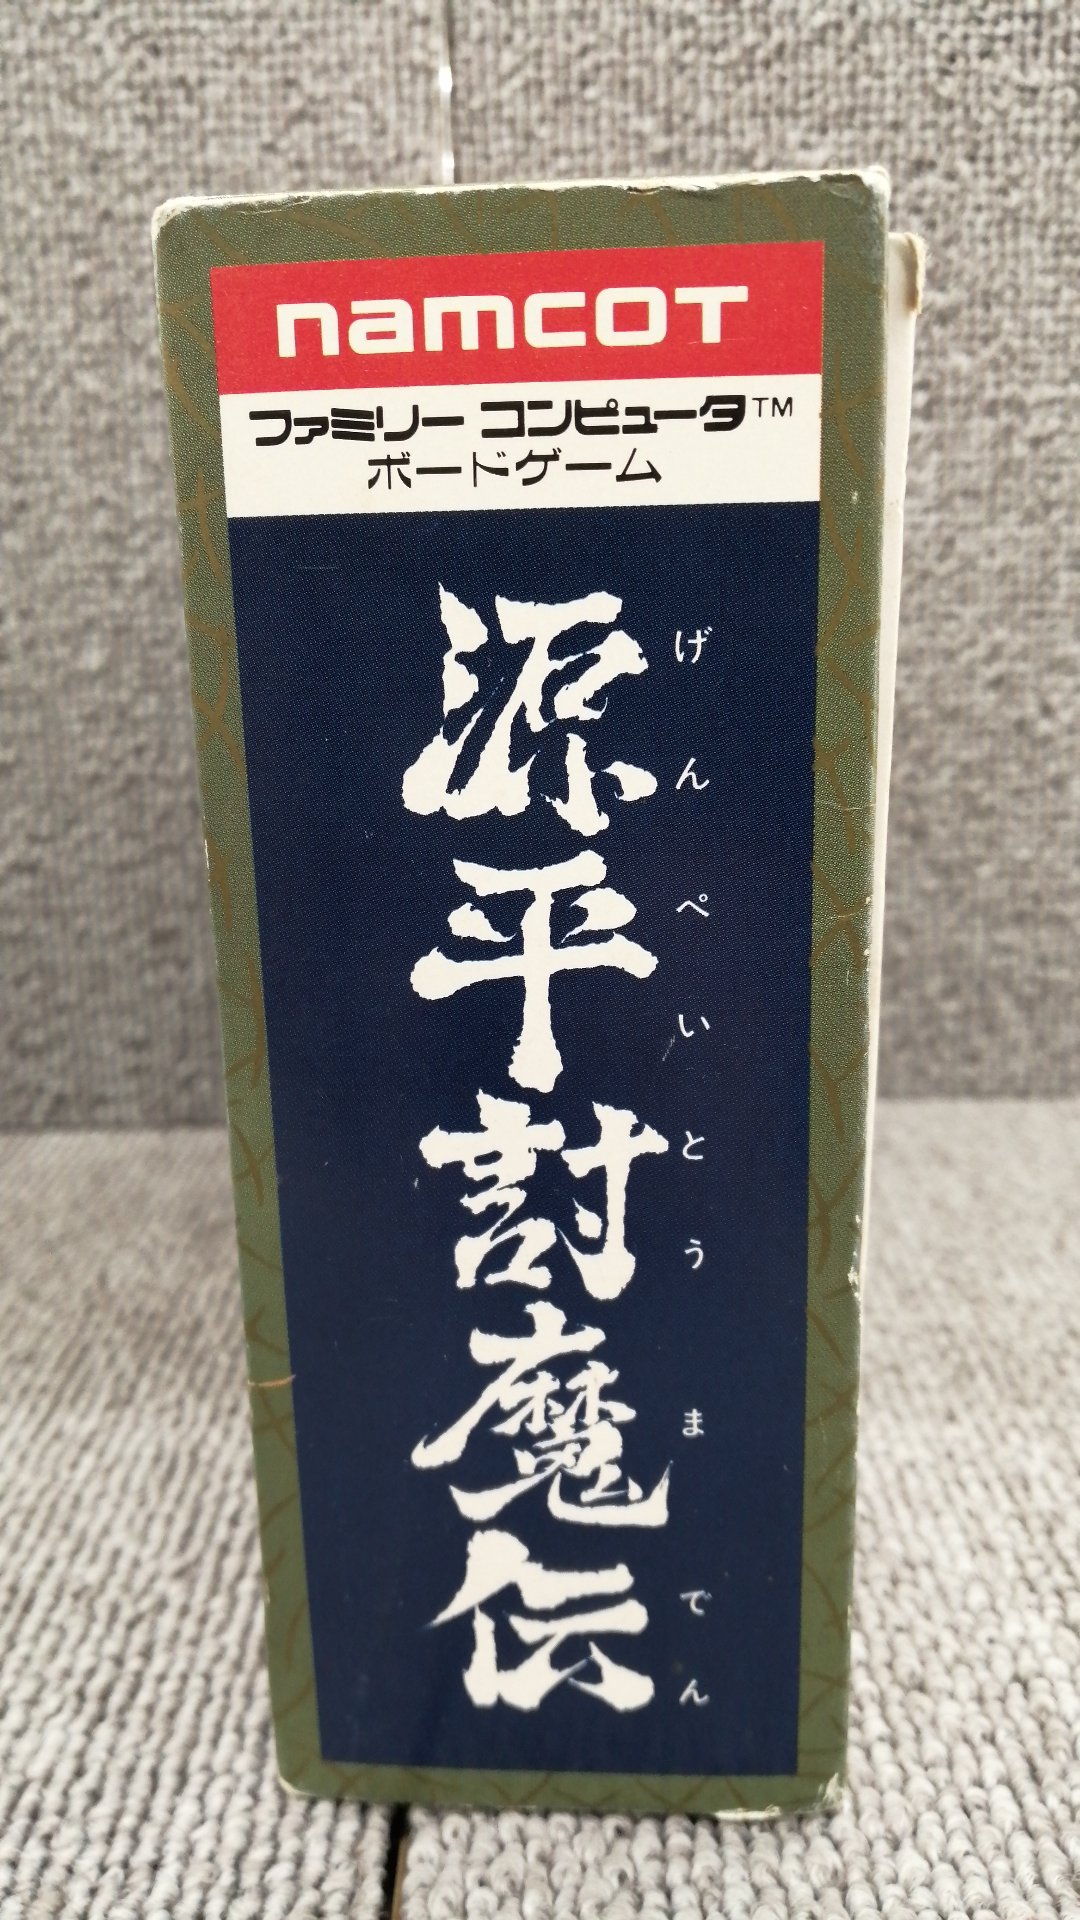 namcoT
ファミリー コンピュータTM
ボードゲーム
源平討魔伝
げんぺいとうまでん